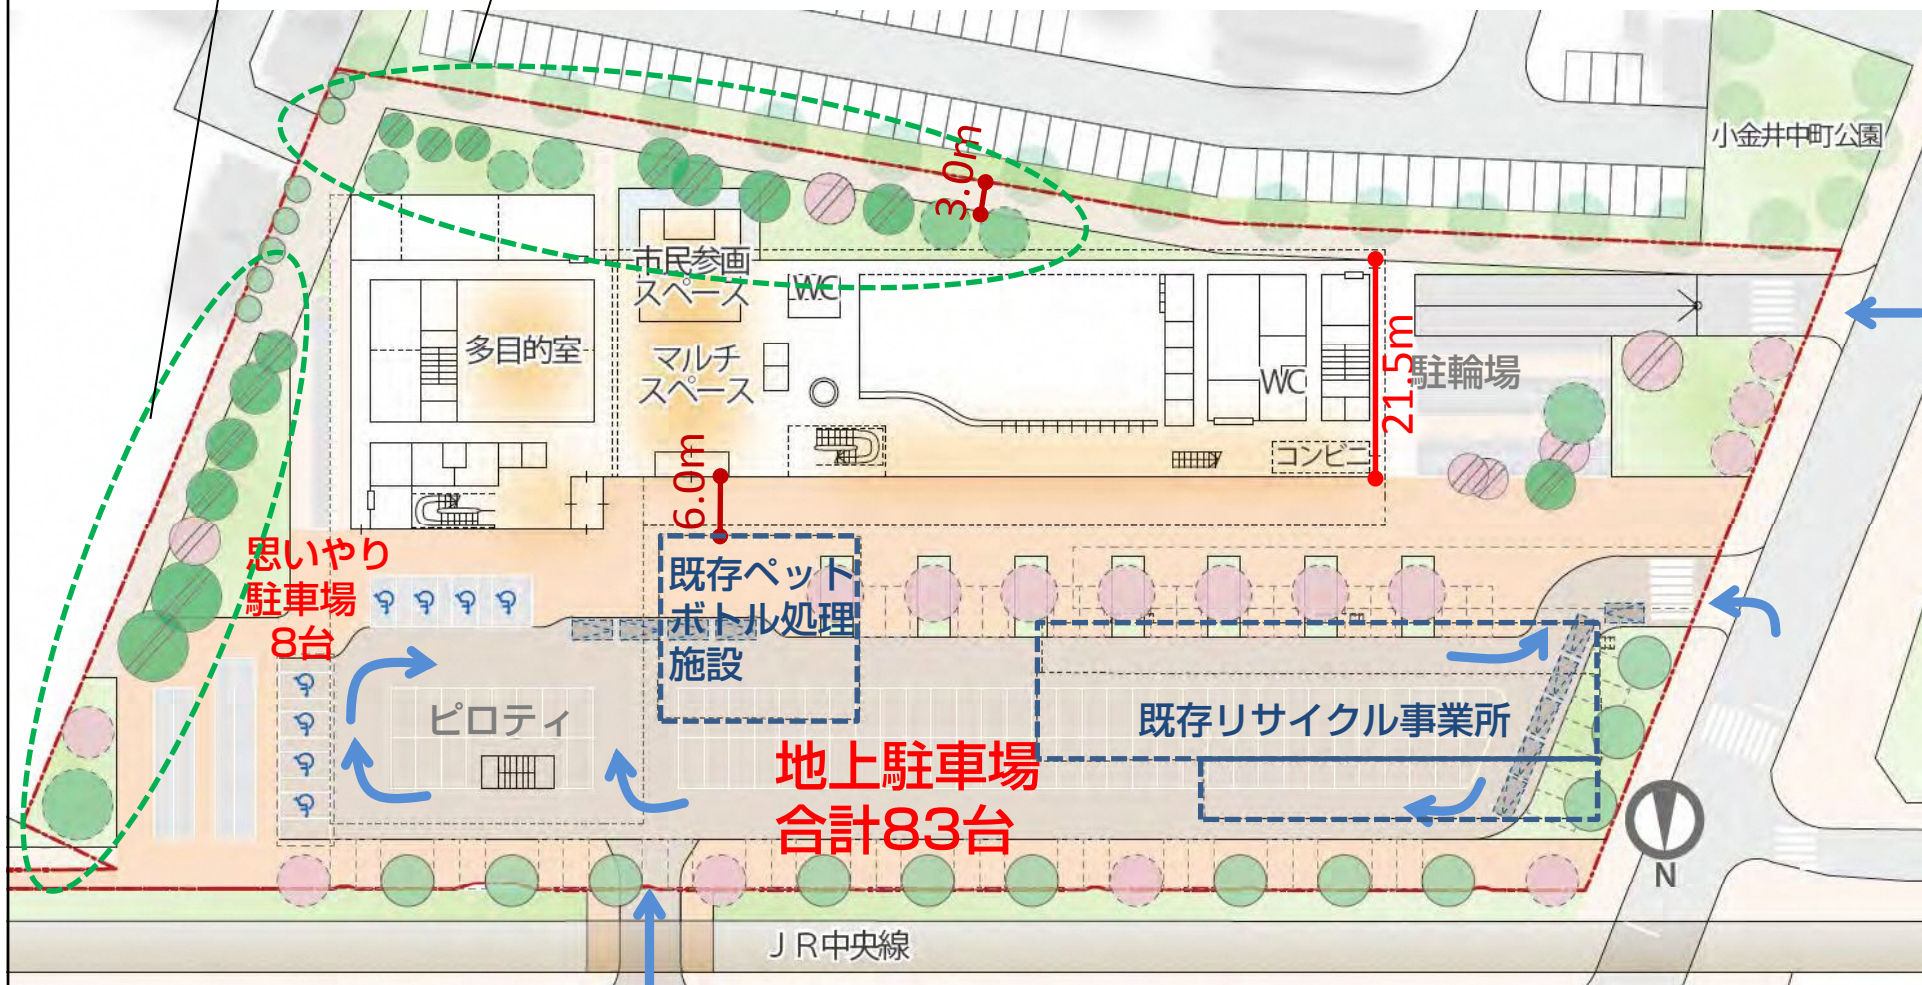 小金井中町公園
3.0m
市民参画
スペース
WC
多目的室
マルチ
スペース
WC
21.5m
駐輪場
コンビニ
6.0m
思いやり
駐車場
8台
既存ペット
ボトル処理
施設
ピロティ
既存リサイクル事業所
地上駐車場
合計83台
N
JR中央線